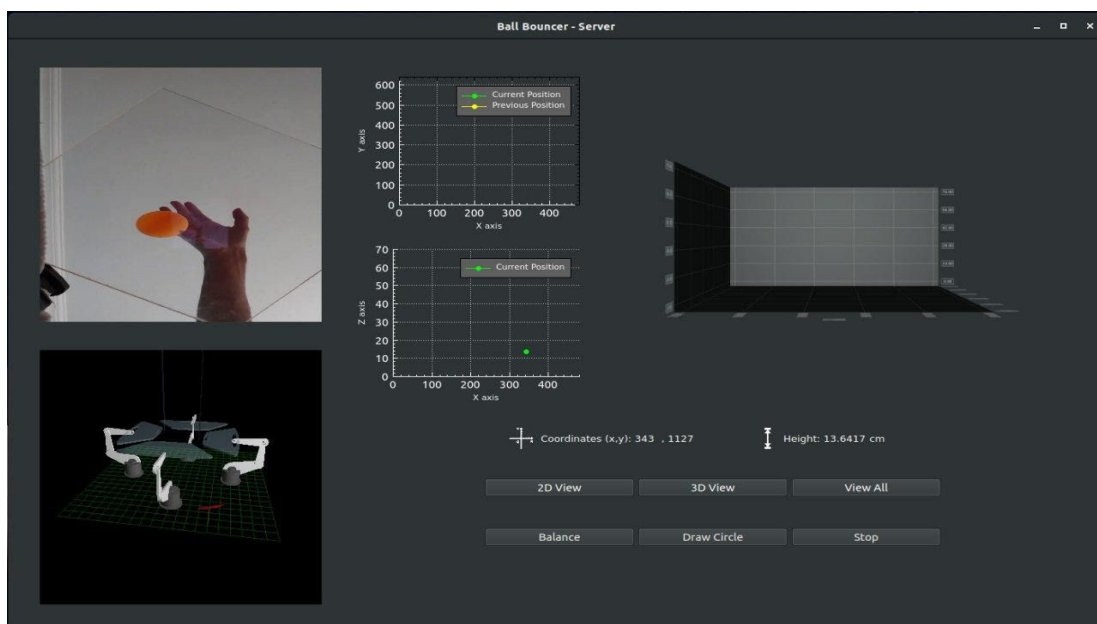 Ball Bouncer - Server
600
500
400
300
200
100
0
Y axis
Current Position
Previous Position
0 100 200 300 400
X axis
70
60
50
40
30
20
10
0
Z axis
Current Position
0 100 200 300 400
X axis
Coordinates (x,y): 343 , 1127
Height: 13.6417 cm
2D View 3D View View All
Balance Draw Circle Stop